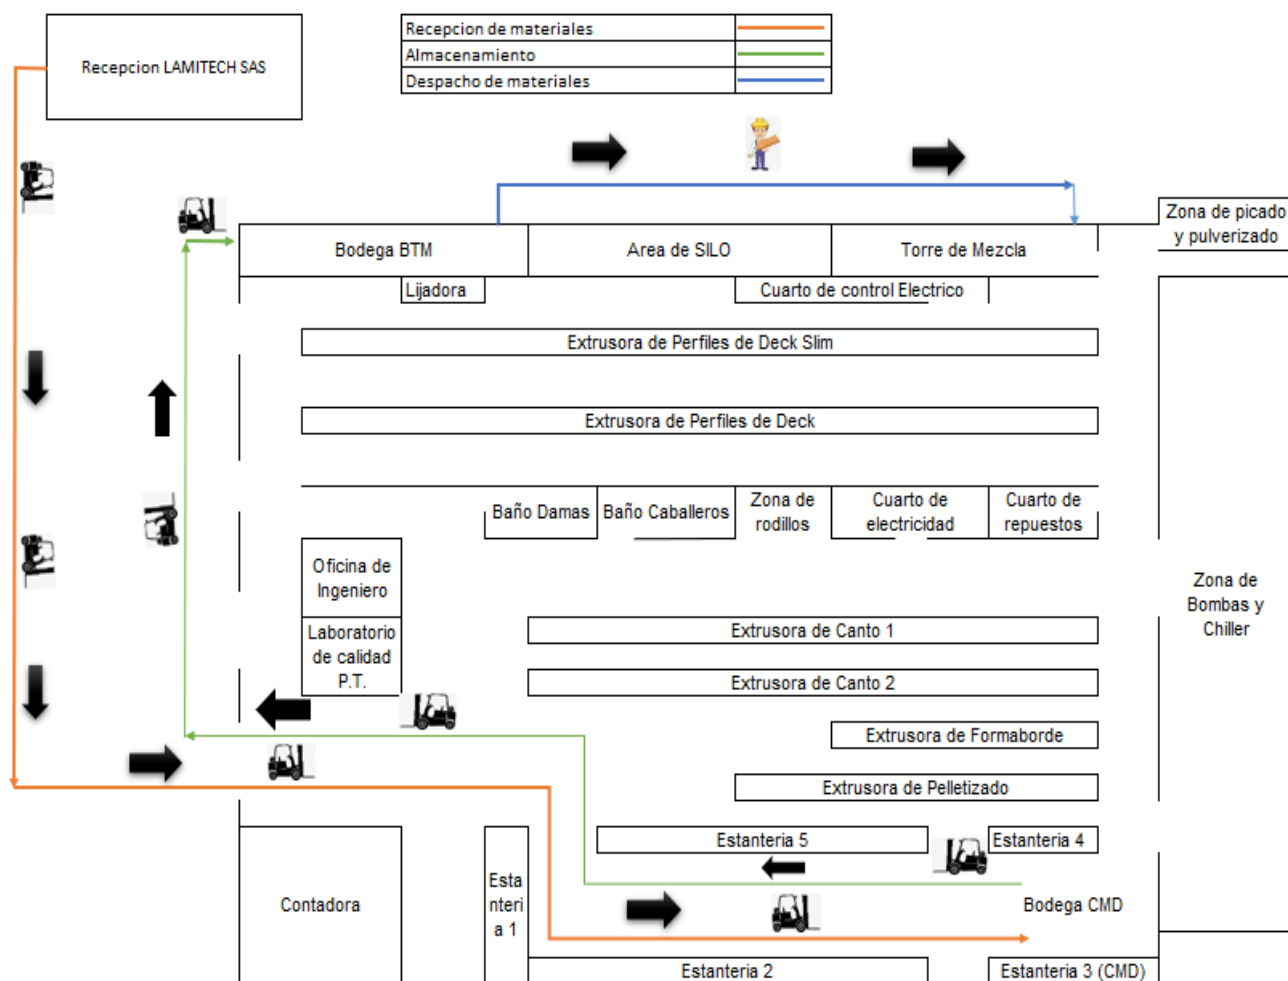 Recepcion LAMITECH SAS
Recepcion de materiales
Almacenamiento
Despacho de materiales
Zona de picado
y pulverizado
Bodega BTM
Area de SILO
Torre de Mezcla
Lijadora
Cuarto de control Electrico
Extrusora de Perfiles de Deck Slim
Extrusora de Perfiles de Deck
Baño Damas
Baño Caballeros
Zona de
rodillos
Cuarto de
electricidad
Cuarto de
repuestos
Oficina de
Ingeniero
Zona de
Bombas y
Chiller
Laboratorio
de calidad
P.T.
Extrusora de Canto 1
Extrusora de Canto 2
Extrusora de Formaborde
Extrusora de Pelletizado
Estanteria 5
Estanteria 4
Contadora
Esta
nteri
a 1
Bodega CMD
Estanteria 2
Estanteria 3 (CMD)